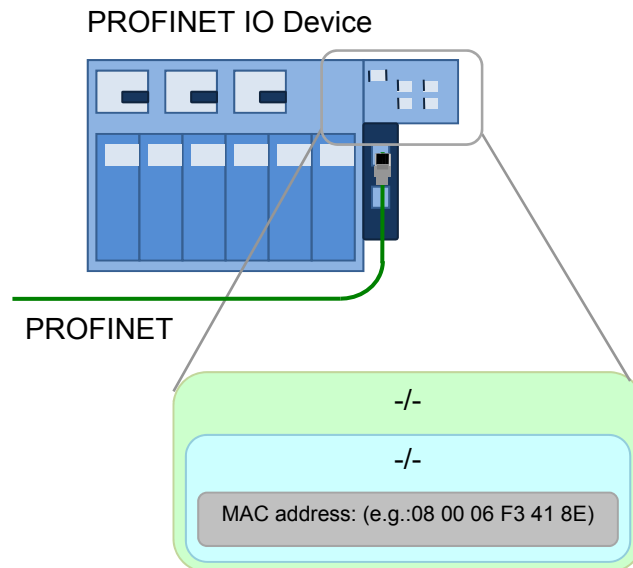 PROFINET IO Device
PROFINET
-/-
-/-
MAC address: (e.g.:08 00 06 F3 41 8E)